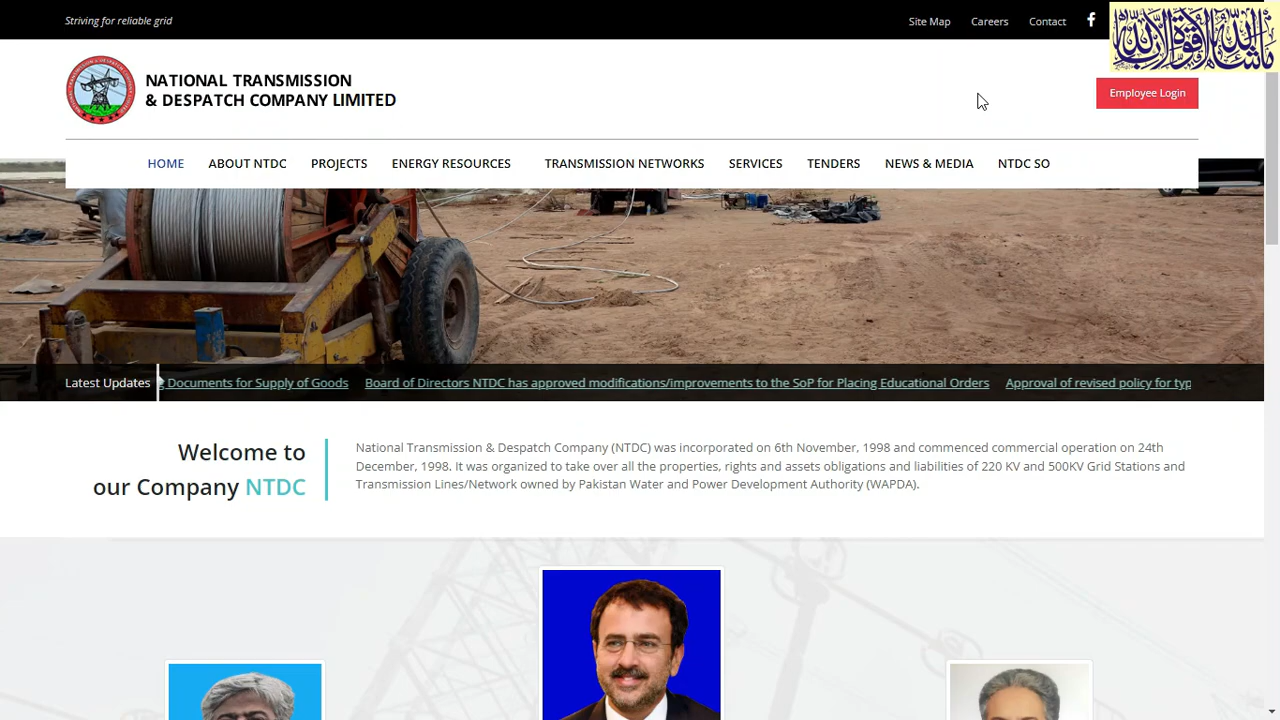 Striving for reliable grid
Site Map Careers Contact
ماشاء الله لا قوة إلا بالله
NATIONAL TRANSMISSION
& DESPATCH COMPANY LIMITED
Employee Login
HOME ABOUT NTDC PROJECTS ENERGY RESOURCES TRANSMISSION NETWORKS SERVICES TENDERS NEWS & MEDIA NTDC SO
Latest Updates Documents for Supply of Goods Board of Directors NTDC has approved modifications/improvements to the SoP for Placing Educational Orders Approval of revised policy for typ
Welcome to
our Company NTDC
National Transmission & Despatch Company (NTDC) was incorporated on 6th November, 1998 and commenced commercial operation on 24th
December, 1998. It was organized to take over all the properties, rights and assets obligations and liabilities of 220 KV and 500KV Grid Stations and
Transmission Lines/Network owned by Pakistan Water and Power Development Authority (WAPDA).